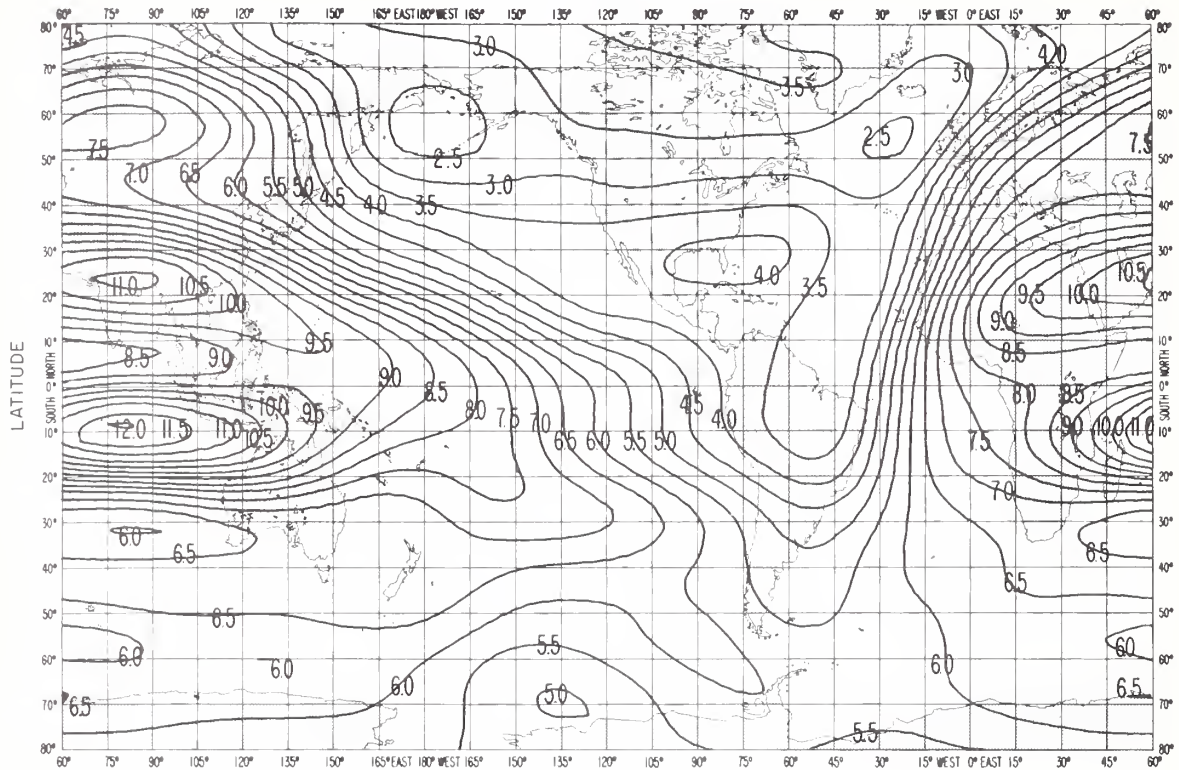 60° 75° 90° 105° 120° 135° 165° EAST 180° WEST 165° 150° 135° 120° 105° 90° 75° 60° 45° 30° 15° WEST 0° EAST 15° 30° 45° 60°
80° 4.5 3.0 4.0 80°
70° 3.5 3.0 70°
60° 2.5 7.5 60°
50° 7.5 7.0 6.5 6.0 5.5 5.0 4.5 4.0 3.5 2.5 3.0 50°
40° 40°
30° 4.0 3.5 10.5 30°
20° 11.0 10.5 10.0 9.5 10.0 20°
10° 9.5 9.0 8.5 10°
8.5 9.0 9.0 8.5 8.0 7.5 7.0 6.5 6.0 5.5 5.0 4.5 4.0
LATITUDE
SOUTH NORTH
0° 10.0 9.5 8.0 8.5 0°
SOUTH NORTH
10° 12.0 11.5 11.0 10.5 7.5 9.0 10.0 11.0 10°
20° 7.0 20°
30° 6.0 6.5 6.5 30°
40° 6.5 40°
50° 8.5 50°
60° 6.0 6.0 6.0 5.5 6.0 6.0 60°
70° 6.5 5.0 6.5 70°
80° 5.5 80°
60° 75° 90° 105° 120° 135° 165° EAST 180° WEST 165° 150° 135° 120° 105° 90° 75° 60° 45° 30° 15° WEST 0° EAST 15° 30° 45° 60°